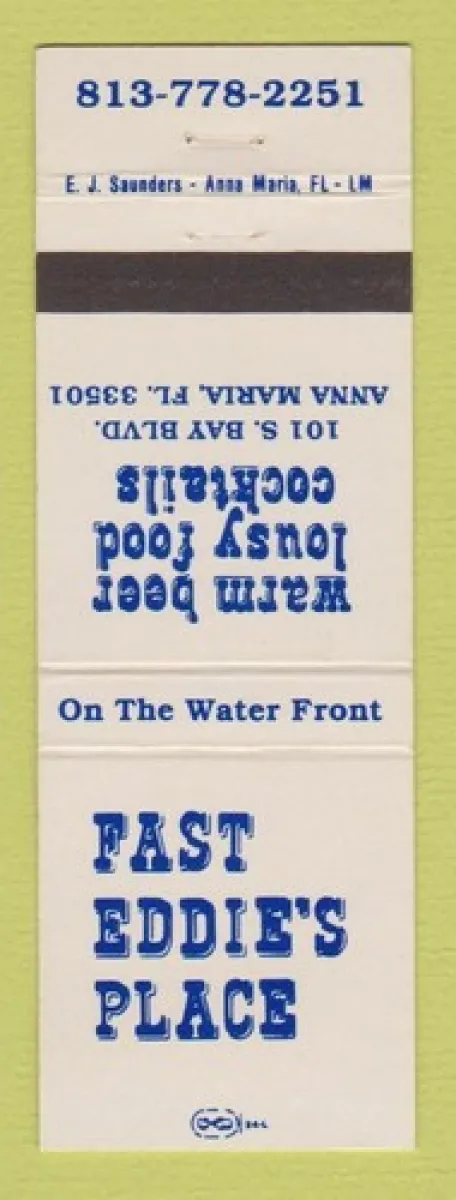 813-778-2251
E. J. Saunders - Anna Maria, FL - LM
warm beer
lousy food
cocktails
101 S. BAY BLVD.
ANNA MARIA, FL. 33501
On The Water Front
FAST
EDDIE'S
PLACE